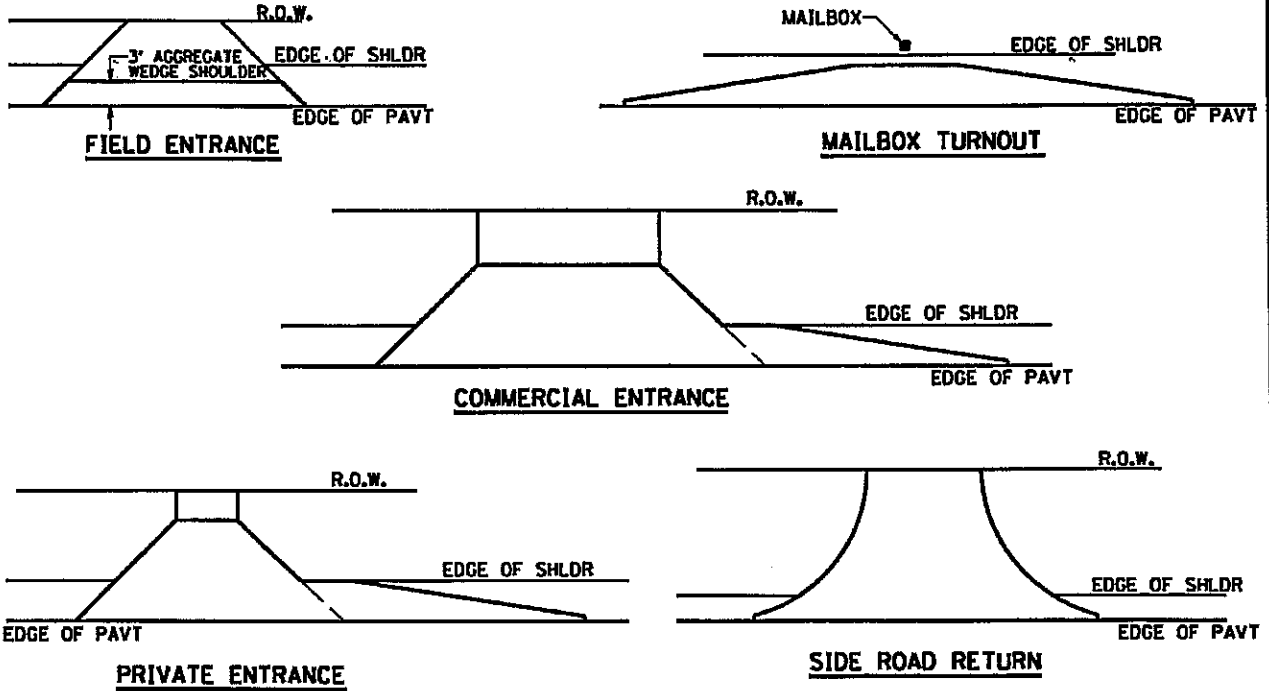 R.O.W.
3' AGGREGATE
WEDGE SHOULDER
EDGE OF SHLDR
EDGE OF PAVT
FIELD ENTRANCE
MAILBOX
EDGE OF SHLDR
EDGE OF PAVT
MAILBOX TURNOUT
R.O.W.
EDGE OF SHLDR
EDGE OF PAVT
COMMERCIAL ENTRANCE
R.O.W.
EDGE OF SHLDR
EDGE OF PAVT
PRIVATE ENTRANCE
R.O.W.
EDGE OF SHLDR
EDGE OF PAVT
SIDE ROAD RETURN